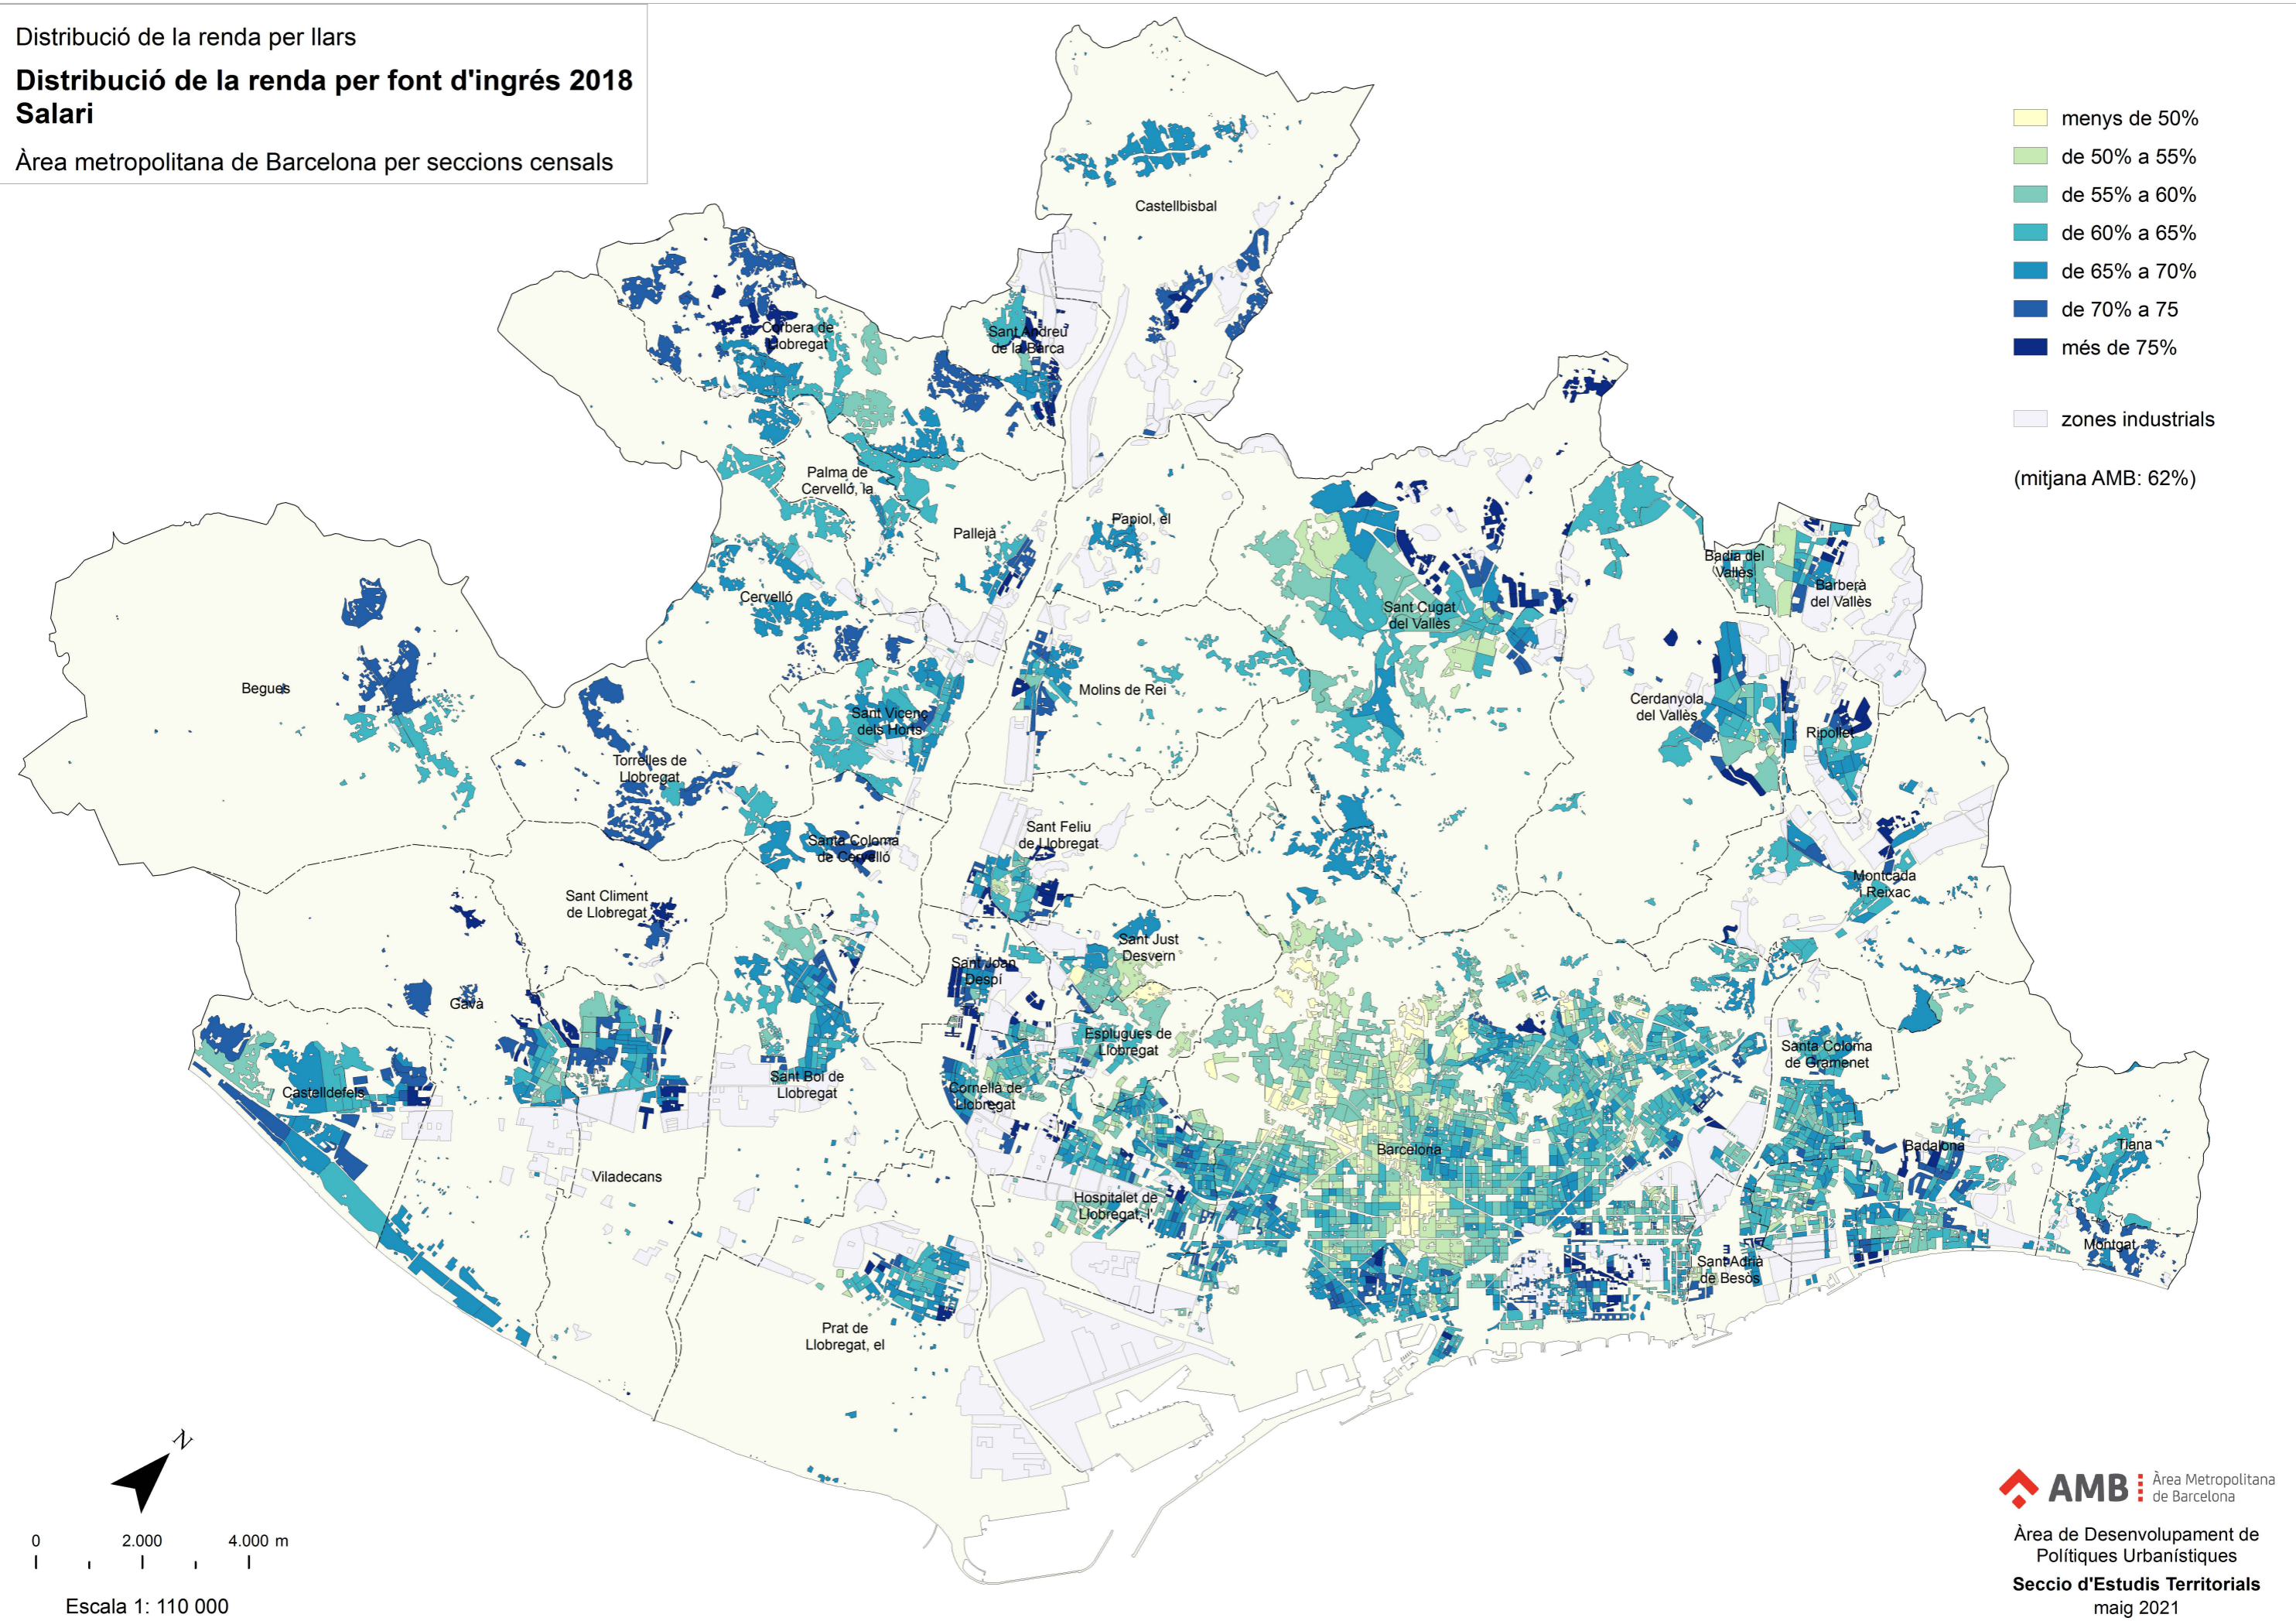 Distribució de la renda per llars
Distribució de la renda per font d'ingrés 2018
Salari
Àrea metropolitana de Barcelona per seccions censals
menys de 50%
de 50% a 55%
de 55% a 60%
de 60% a 65%
de 65% a 70%
de 70% a 75
més de 75%
zones industrials
(mitjana AMB: 62%)
Castellbisbal
Corbera de
Llobregat
Sant Andreu
de la Barca
Palma de
Cervelló, la
Pallejà
Papiol, el
Badia del
Vallès
Barberà
del Vallès
Cervelló
Sant Cugat
del Vallès
Begues
Molins de Rei
Sant Vicenç
dels Horts
Cerdanyola
del Vallès
Ripollet
Torrelles de
Llobregat
Sant Feliu
de Llobregat
Santa Coloma
de Cervelló
Montcada
i Reixac
Sant Climent
de Llobregat
Sant Just
Desvern
Sant Joan
Despí
Gavà
Esplugues de
Llobregat
Santa Coloma
de Gramenet
Castelldefels
Sant Boi de
Llobregat
Cornellà de
Llobregat
Barcelona
Badalona
Tiana
Viladecans
Hospitalet de
Llobregat, l'
Montgat
Sant Adrià
de Besòs
Prat de
Llobregat, el
N
0 2.000 4.000 m
Escala 1: 110 000
AMB Àrea Metropolitana
de Barcelona
Àrea de Desenvolupament de
Polítiques Urbanístiques
Seccio d'Estudis Territorials
maig 2021